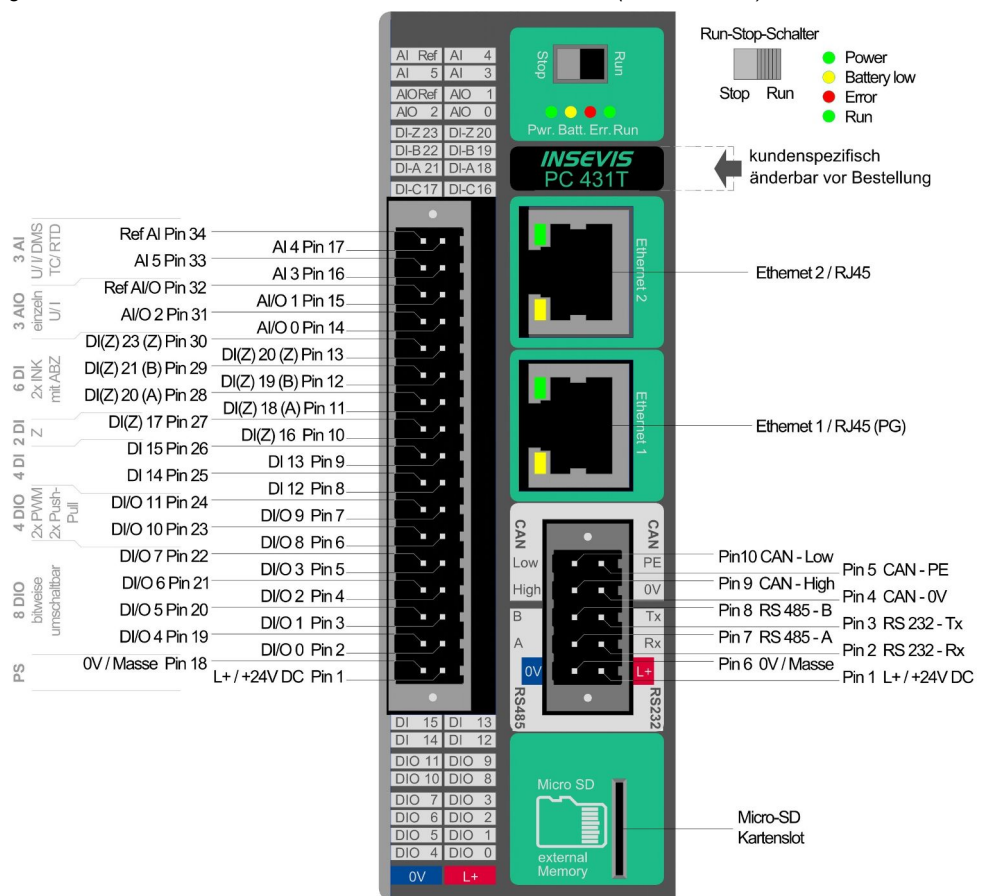 AI Ref AI 4
AI 5 AI 3
AIORef AIO 1
AIO 2 AIO 0
DI-Z 23 DI-Z 20
DI-B 22 DI-B 19
DI-A 21 DI-A 18
DI-C 17 DI-C 16
Stop
Run
Pwr. Batt. Err. Run
Run-Stop-Schalter
Stop Run
Power
Battery low
Error
Run
INSEVIS
PC 431T
kundenspezifisch
änderbar vor Bestellung
3 AI
U/ I/ DMS
TC/ RTD
3 AIO
einzeln
U/ I
6 DI
2x INK
mit ABZ
2 DI
Z
4 DI
4 DIO
2x PWM
2x Push-
Pull
8 DIO
bitweise
umschaltbar
PS
Ref AI Pin 34
AI 4 Pin 17
AI 5 Pin 33
AI 3 Pin 16
Ref AI/O Pin 32
AI/O 1 Pin 15
AI/O 2 Pin 31
AI/O 0 Pin 14
DI(Z) 23 (Z) Pin 30
DI(Z) 20 (Z) Pin 13
DI(Z) 21 (B) Pin 29
DI(Z) 19 (B) Pin 12
DI(Z) 20 (A) Pin 28
DI(Z) 18 (A) Pin 11
DI(Z) 17 Pin 27
DI(Z) 16 Pin 10
DI 15 Pin 26
DI 13 Pin 9
DI 14 Pin 25
DI 12 Pin 8
DI/O 11 Pin 24
DI/O 9 Pin 7
DI/O 10 Pin 23
DI/O 8 Pin 6
DI/O 7 Pin 22
DI/O 3 Pin 5
DI/O 6 Pin 21
DI/O 2 Pin 4
DI/O 5 Pin 20
DI/O 1 Pin 3
DI/O 4 Pin 19
DI/O 0 Pin 2
0V / Masse Pin 18
L+ / +24V DC Pin 1
Ethernet 2
Ethernet 2 / RJ45
Ethernet 1
Ethernet 1 / RJ45 (PG)
CAN
CAN
Low PE
High 0V
B Tx
A Rx
0V L+
RS485
RS232
Pin10 CAN - Low
Pin 5 CAN - PE
Pin 9 CAN - High
Pin 4 CAN - 0V
Pin 8 RS 485 - B
Pin 3 RS 232 - Tx
Pin 7 RS 485 - A
Pin 2 RS 232 - Rx
Pin 6 0V / Masse
Pin 1 L+ / +24V DC
DI 15 DI 13
DI 14 DI 12
DIO 11 DIO 9
DIO 10 DIO 8
DIO 7 DIO 3
DIO 6 DIO 2
DIO 5 DIO 1
DIO 4 DIO 0
0V L+
Micro SD
external
Memory
Micro-SD
Kartenslot